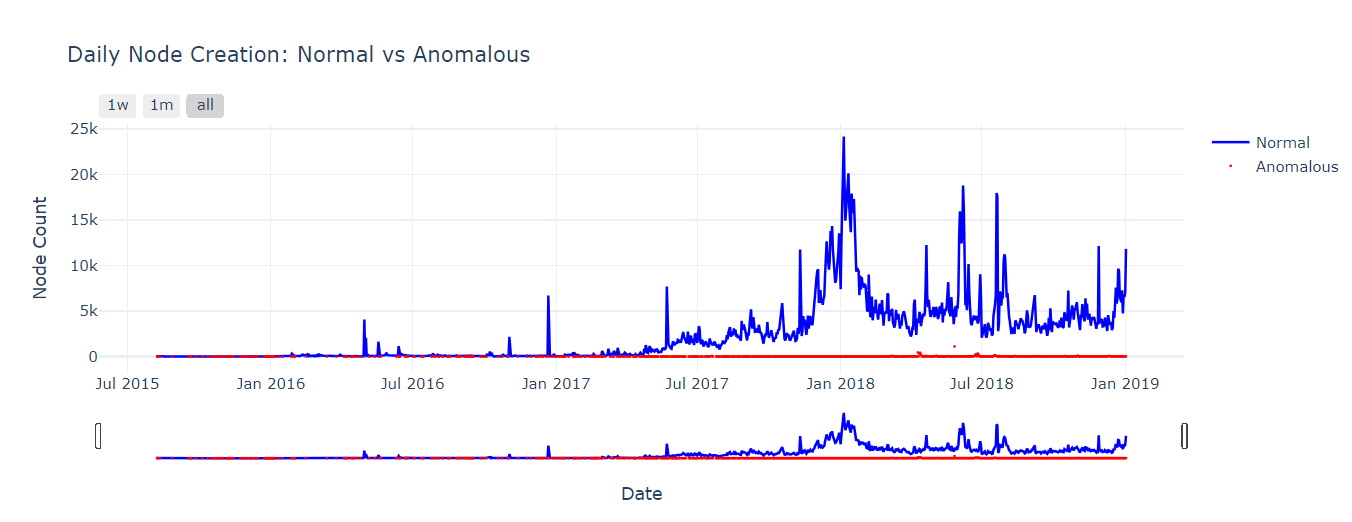 Daily Node Creation: Normal vs Anomalous
1w 1m all
25k
20k
15k
10k
5k
0
Node Count
Normal
Anomalous
Jul 2015 Jan 2016 Jul 2016 Jan 2017 Jul 2017 Jan 2018 Jul 2018 Jan 2019
Date